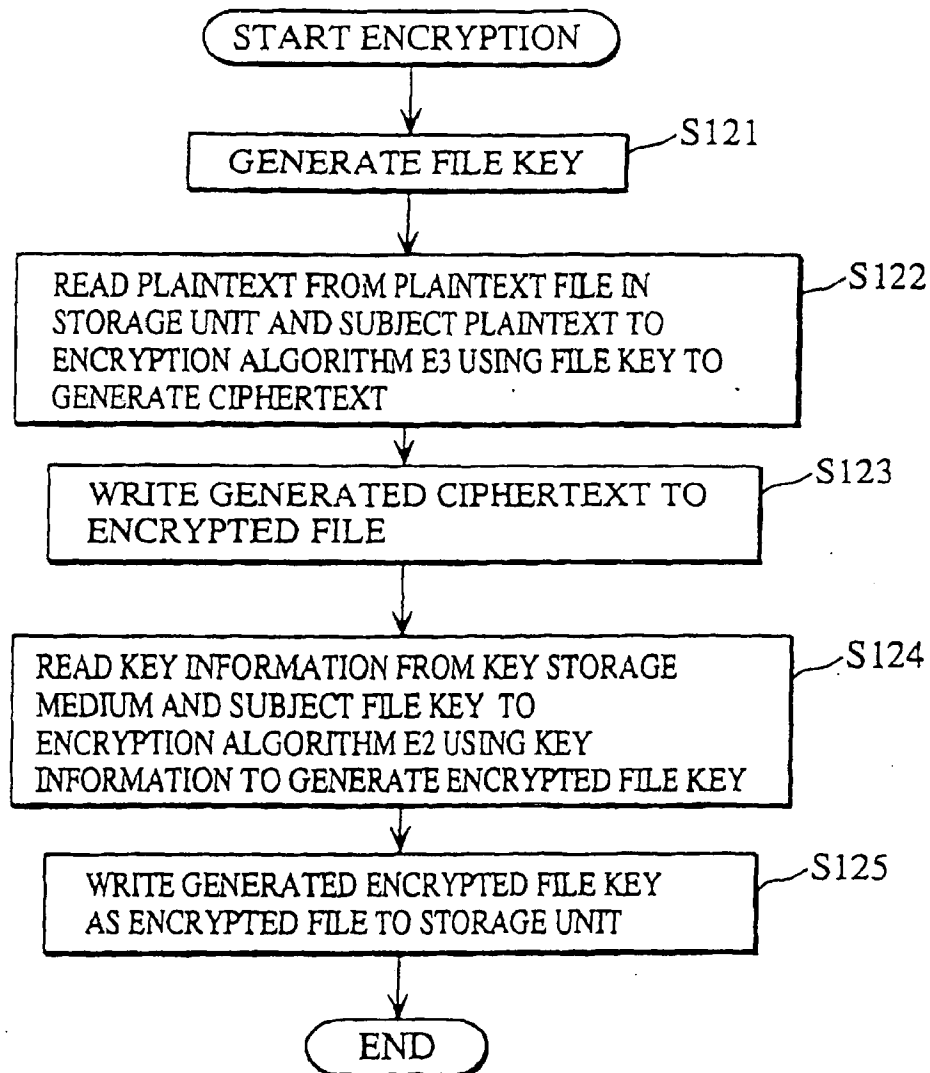 START ENCRYPTION
S121
GENERATE FILE KEY
S122
READ PLAINTEXT FROM PLAINTEXT FILE IN
STORAGE UNIT AND SUBJECT PLAINTEXT TO
ENCRYPTION ALGORITHM E3 USING FILE KEY TO
GENERATE CIPHERTEXT
S123
WRITE GENERATED CIPHERTEXT TO
ENCRYPTED FILE
S124
READ KEY INFORMATION FROM KEY STORAGE
MEDIUM AND SUBJECT FILE KEY TO
ENCRYPTION ALGORITHM E2 USING KEY
INFORMATION TO GENERATE ENCRYPTED FILE KEY
S125
WRITE GENERATED ENCRYPTED FILE KEY
AS ENCRYPTED FILE TO STORAGE UNIT
END